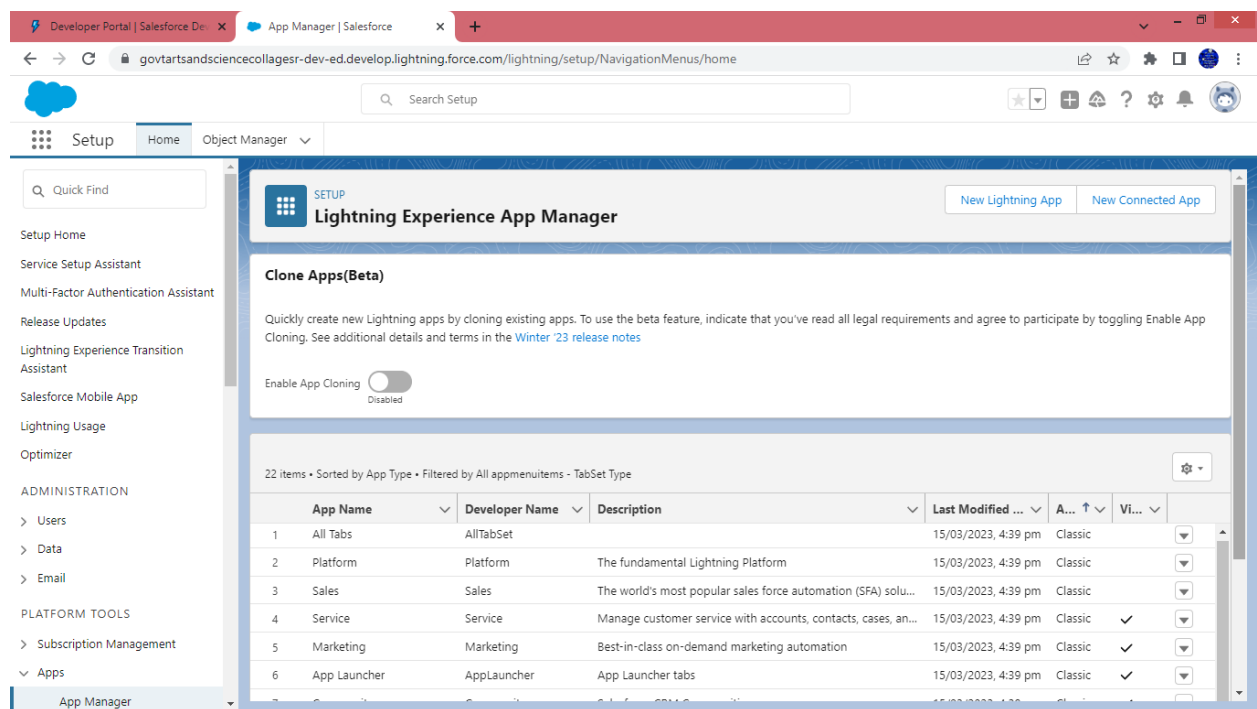 Developer Portal | Salesforce Dev
App Manager | Salesforce
govtartsandsciencecollagesr-dev-ed.develop.lightning.force.com/lightning/setup/NavigationMenus/home
Search Setup
Setup Home Object Manager
Quick Find
Setup Home
Service Setup Assistant
Multi-Factor Authentication Assistant
Release Updates
Lightning Experience Transition
Assistant
Salesforce Mobile App
Lightning Usage
Optimizer
ADMINISTRATION
Users
Data
Email
PLATFORM TOOLS
Subscription Management
Apps
App Manager
SETUP
Lightning Experience App Manager
New Lightning App New Connected App
Clone Apps(Beta)
Quickly create new Lightning apps by cloning existing apps. To use the beta feature, indicate that you've read all legal requirements and agree to participate by toggling Enable App
Cloning. See additional details and terms in the Winter '23 release notes
Enable App Cloning
Disabled
22 items • Sorted by App Type • Filtered by All appmenuitems - TabSet Type
App Name Developer Name Description Last Modified ... A... Vi...
1 All Tabs AllTabSet 15/03/2023, 4:39 pm Classic
2 Platform Platform The fundamental Lightning Platform 15/03/2023, 4:39 pm Classic
3 Sales Sales The world's most popular sales force automation (SFA) solu... 15/03/2023, 4:39 pm Classic
4 Service Service Manage customer service with accounts, contacts, cases, an... 15/03/2023, 4:39 pm Classic
5 Marketing Marketing Best-in-class on-demand marketing automation 15/03/2023, 4:39 pm Classic
6 App Launcher AppLauncher App Launcher tabs 15/03/2023, 4:39 pm Classic